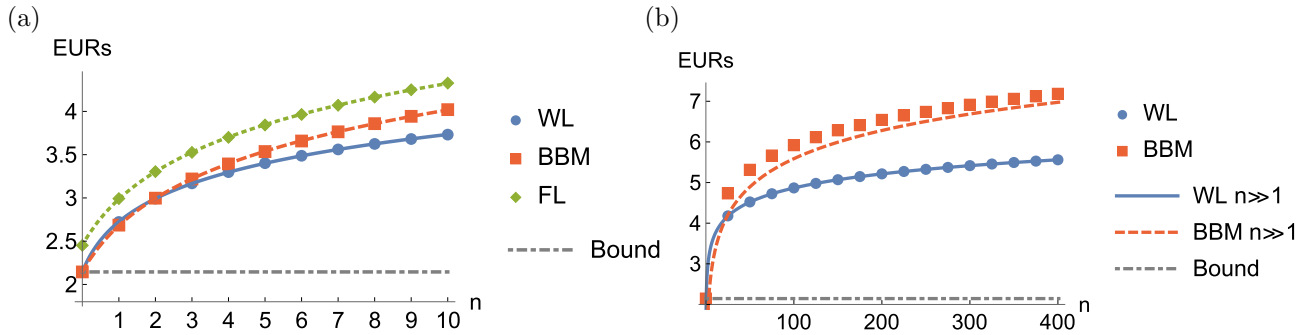 (a)
EURs
4
3.5
3
2.5
2
1 2 3 4 5 6 7 8 9 10
n
WL
BBM
FL
Bound
(b)
EURs
7
6
5
4
3
100 200 300 400
n
WL
BBM
WL n≫1
BBM n≫1
Bound